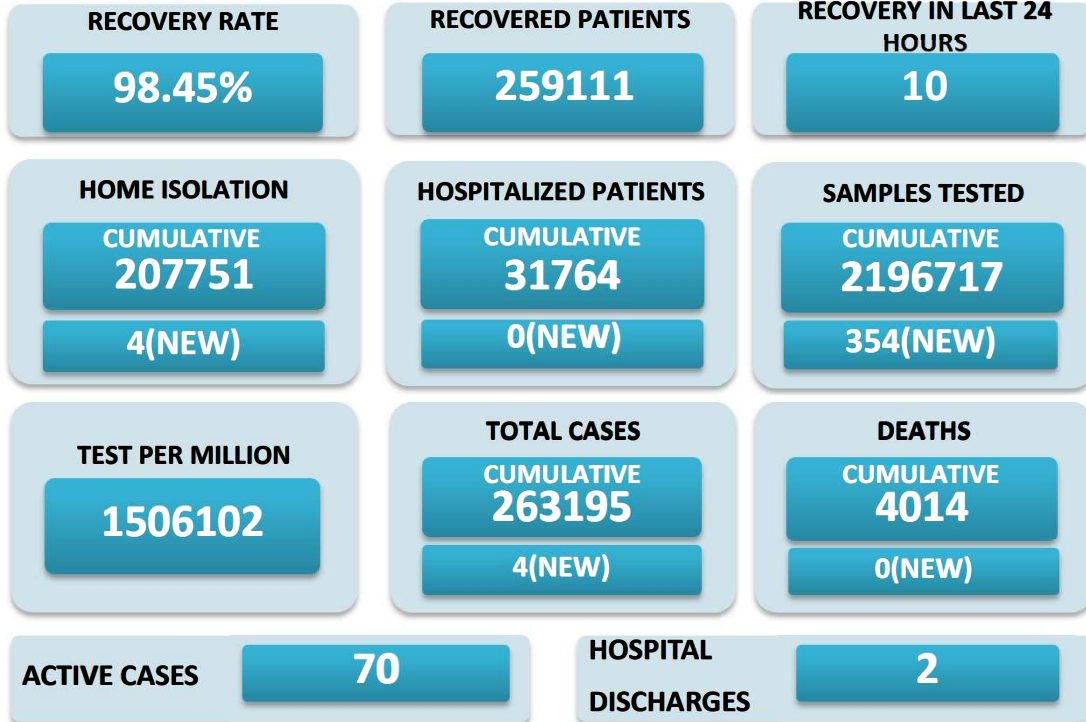 RECOVERY RATE
98.45%
RECOVERED PATIENTS
259111
RECOVERY IN LAST 24
HOURS
10
HOME ISOLATION
CUMULATIVE
207751
4(NEW)
HOSPITALIZED PATIENTS
CUMULATIVE
31764
0(NEW)
SAMPLES TESTED
CUMULATIVE
2196717
354(NEW)
TEST PER MILLION
1506102
TOTAL CASES
CUMULATIVE
263195
4(NEW)
DEATHS
CUMULATIVE
4014
0(NEW)
ACTIVE CASES
70
HOSPITAL
DISCHARGES
2